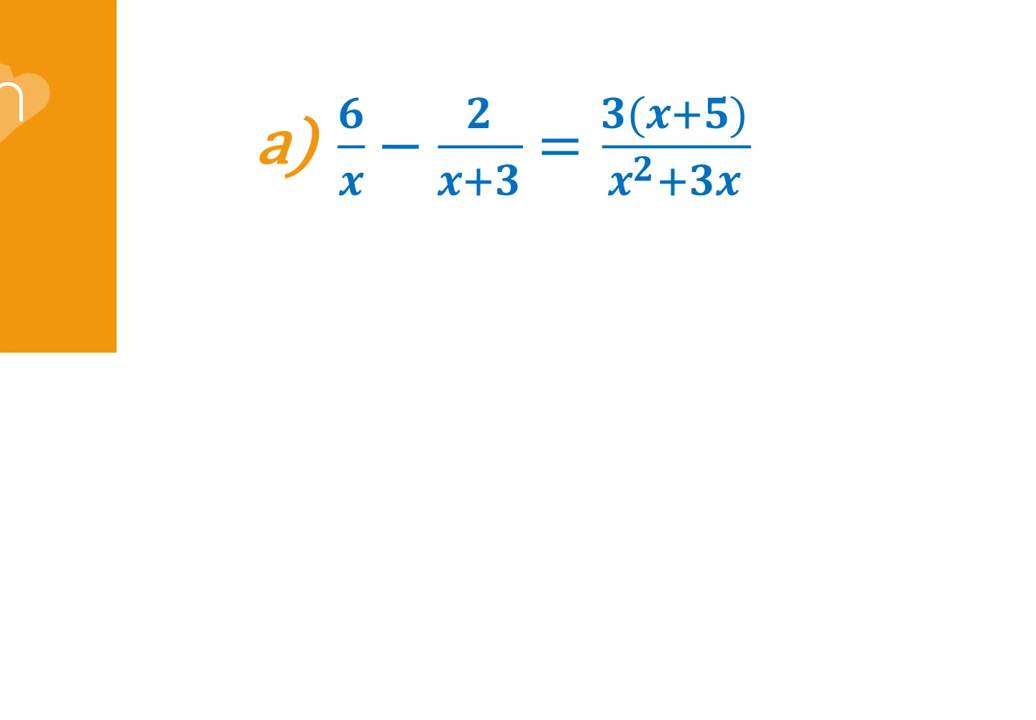 a) 6/x − 2/(x+3) = 3(x+5)/(x²+3x)